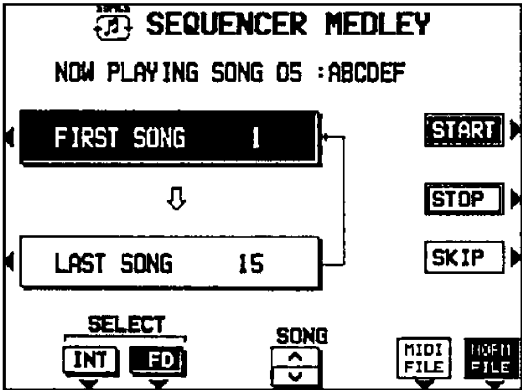 SEQUENCER MEDLEY
NOW PLAYING SONG 05 :ABCDEF
FIRST SONG 1
START
STOP
LAST SONG 15
SKIP
SELECT
SONG
INT FD
MIDI FILE
NORM FILE